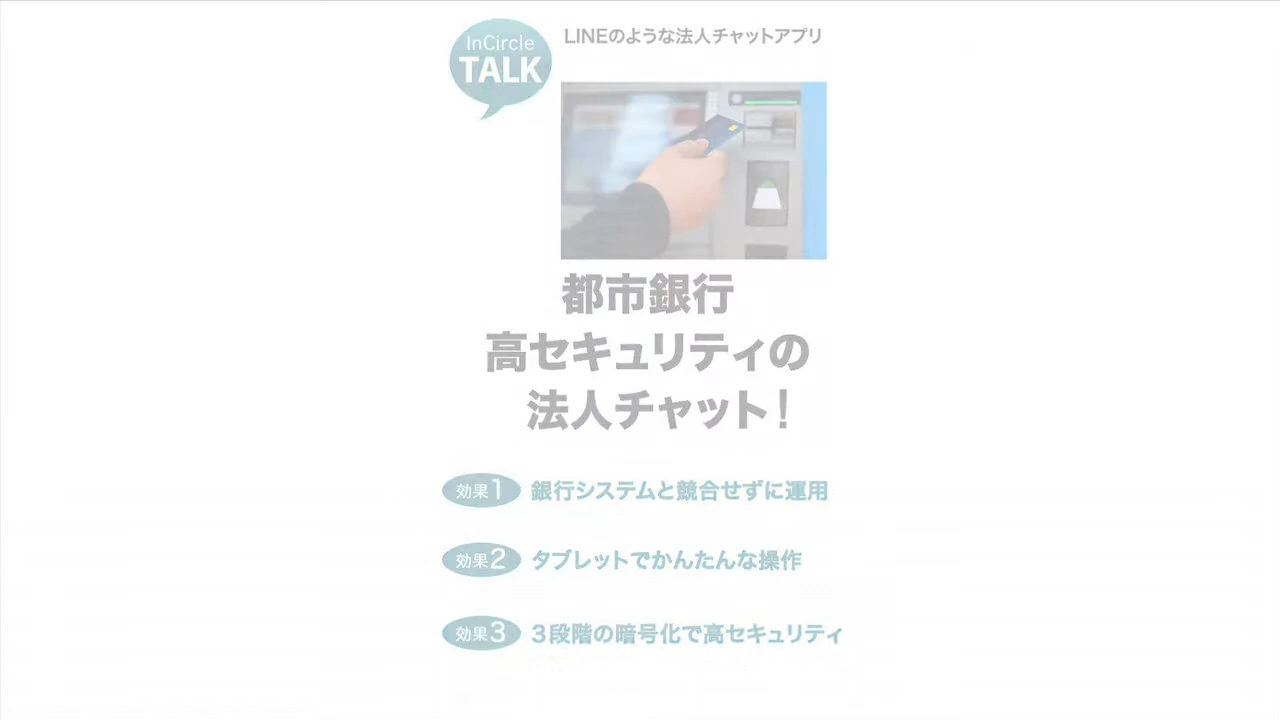 InCircle
TALK
LINEのような法人チャットアプリ
都市銀行
高セキュリティの
法人チャット！
効果1 銀行システムと競合せずに運用
効果2 タブレットでかんたんな操作
効果3 3段階の暗号化で高セキュリティ